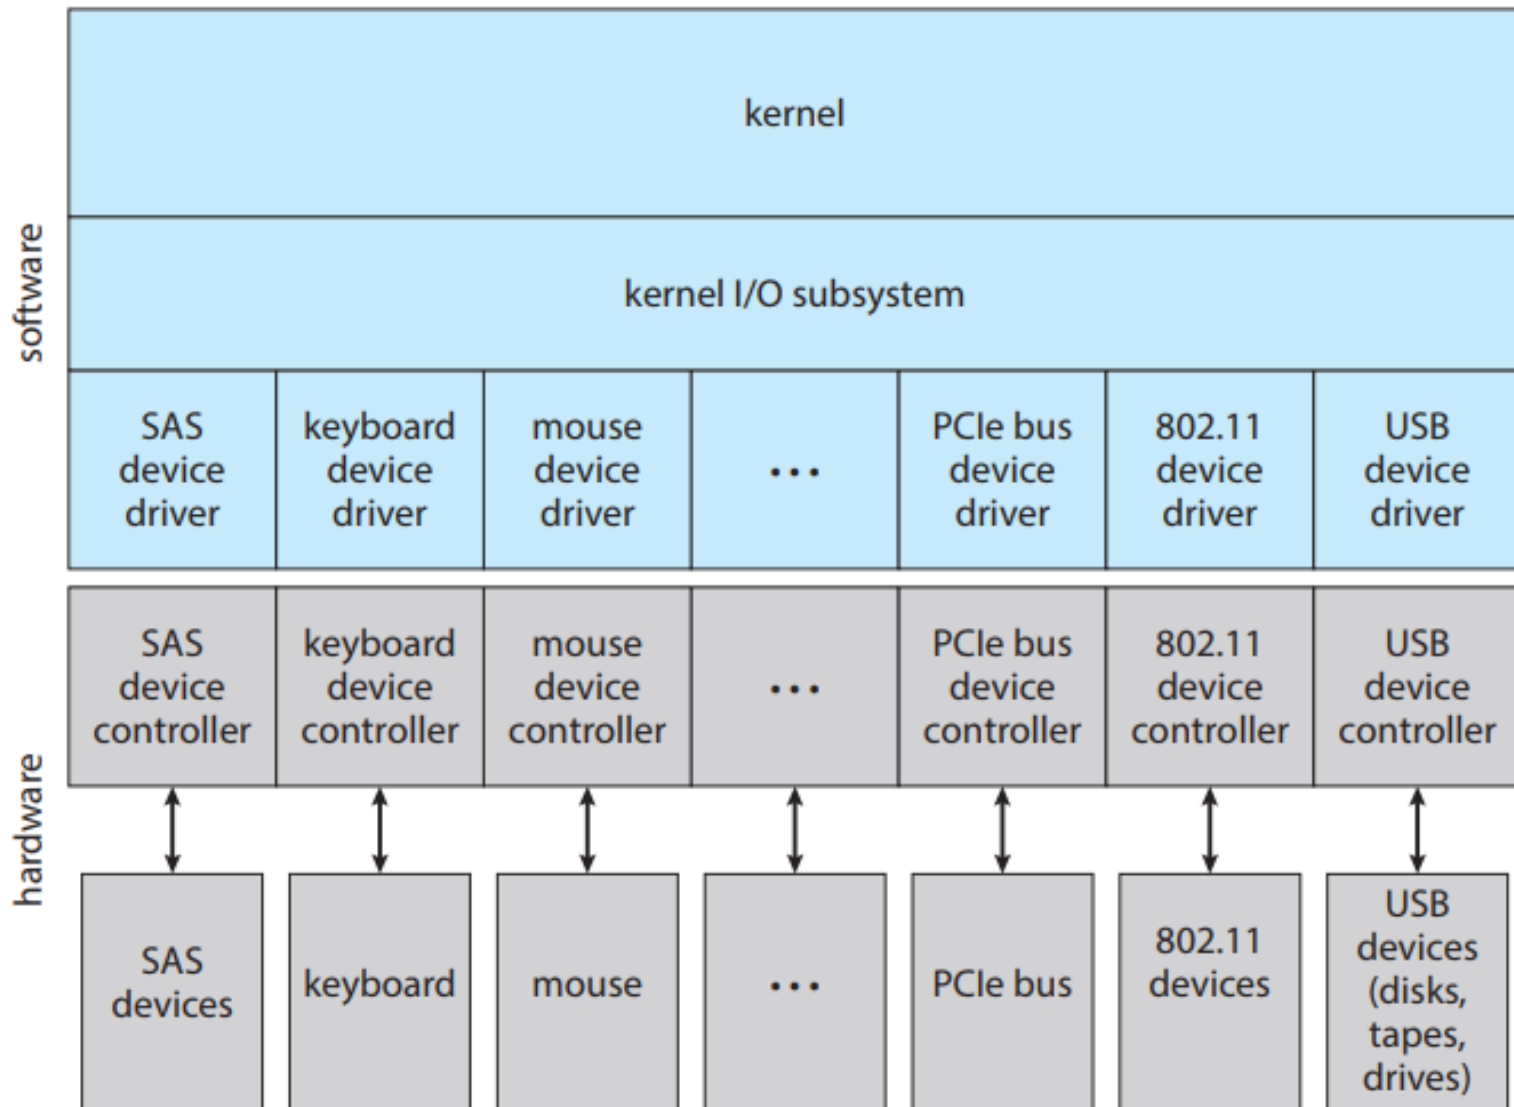 kernel
software
kernel I/O subsystem
SAS
device
driver
keyboard
device
driver
mouse
device
driver
...
PCIe bus
device
driver
802.11
device
driver
USB
device
driver
hardware
SAS
device
controller
keyboard
device
controller
mouse
device
controller
...
PCIe bus
device
controller
802.11
device
controller
USB
device
controller
SAS
devices
keyboard
mouse
...
PCIe bus
802.11
devices
USB
devices
(disks,
tapes,
drives)